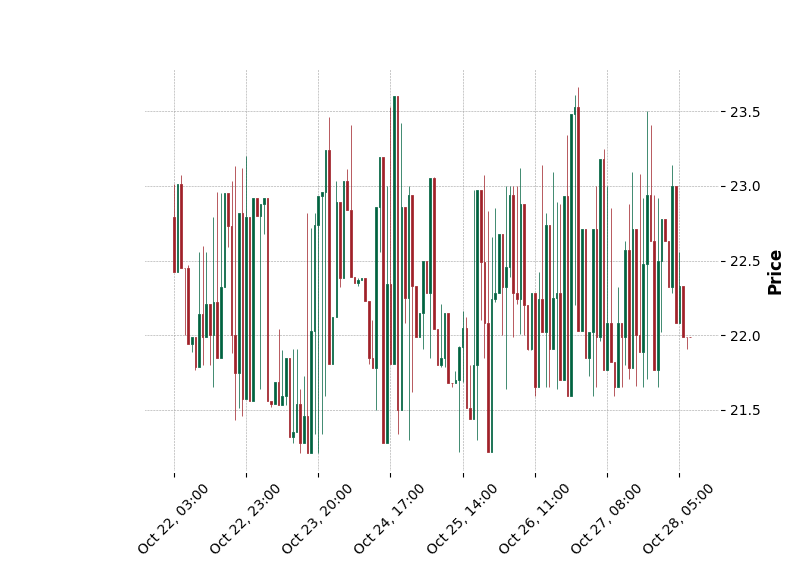 23.5
23.0
22.5
22.0
21.5
Price
Oct 22, 03:00
Oct 22, 23:00
Oct 23, 20:00
Oct 24, 17:00
Oct 25, 14:00
Oct 26, 11:00
Oct 27, 08:00
Oct 28, 05:00